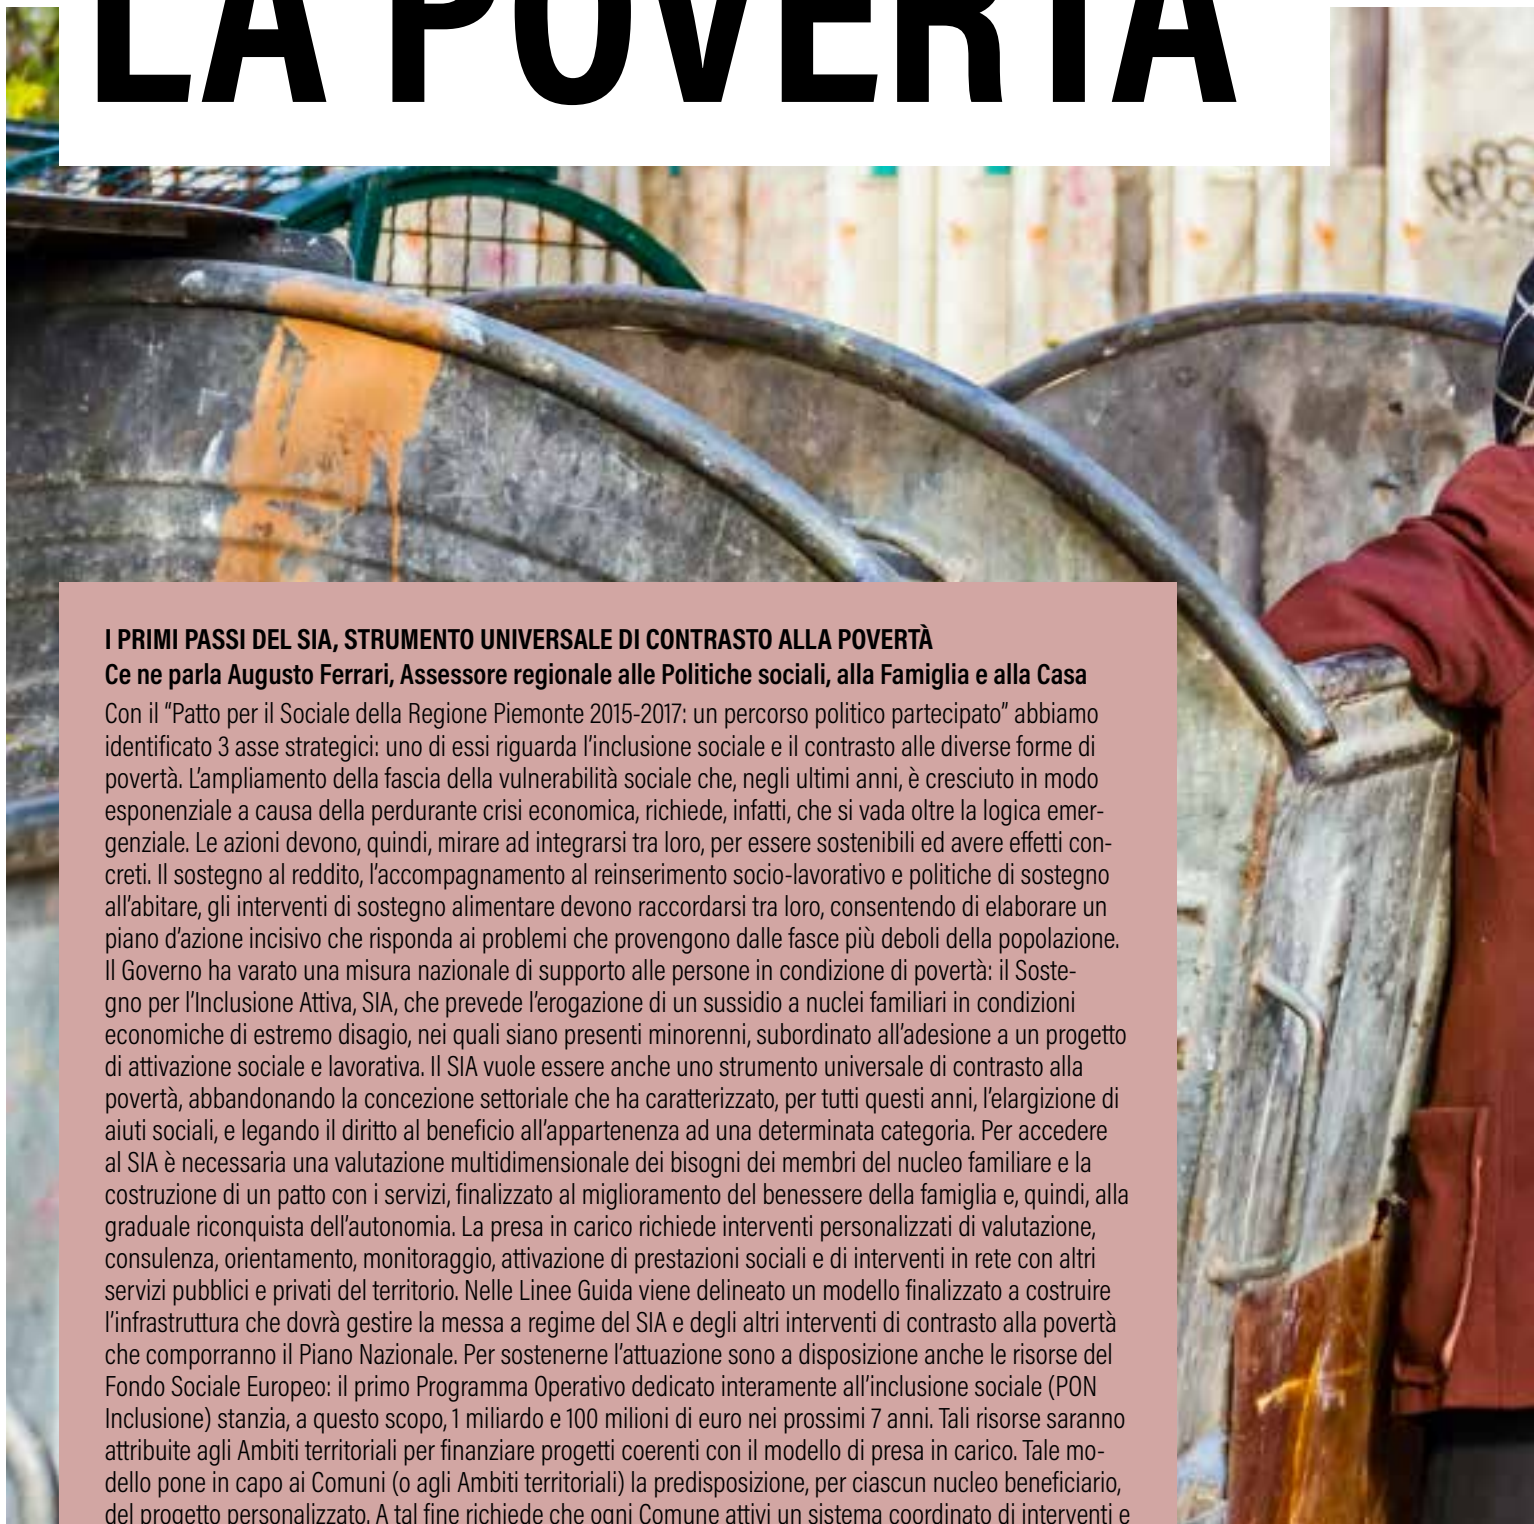 LA POVERTÀ
I PRIMI PASSI DEL SIA, STRUMENTO UNIVERSALE DI CONTRASTO ALLA POVERTÀ
Ce ne parla Augusto Ferrari, Assessore regionale alle Politiche sociali, alla Famiglia e alla Casa
Con il “Patto per il Sociale della Regione Piemonte 2015-2017: un percorso politico partecipato” abbiamo
identificato 3 asse strategici: uno di essi riguarda l’inclusione sociale e il contrasto alle diverse forme di
povertà. L’ampliamento della fascia della vulnerabilità sociale che, negli ultimi anni, è cresciuto in modo
esponenziale a causa della perdurante crisi economica, richiede, infatti, che si vada oltre la logica emer-
genziale. Le azioni devono, quindi, mirare ad integrarsi tra loro, per essere sostenibili ed avere effetti con-
creti. Il sostegno al reddito, l’accompagnamento al reinserimento socio-lavorativo e politiche di sostegno
all’abitare, gli interventi di sostegno alimentare devono raccordarsi tra loro, consentendo di elaborare un
piano d’azione incisivo che risponda ai problemi che provengono dalle fasce più deboli della popolazione.
Il Governo ha varato una misura nazionale di supporto alle persone in condizione di povertà: il Soste-
gno per l’Inclusione Attiva, SIA, che prevede l’erogazione di un sussidio a nuclei familiari in condizioni
economiche di estremo disagio, nei quali siano presenti minorenni, subordinato all’adesione a un progetto
di attivazione sociale e lavorativa. Il SIA vuole essere anche uno strumento universale di contrasto alla
povertà, abbandonando la concezione settoriale che ha caratterizzato, per tutti questi anni, l’elargizione di
aiuti sociali, e legando il diritto al beneficio all’appartenenza ad una determinata categoria. Per accedere
al SIA è necessaria una valutazione multidimensionale dei bisogni dei membri del nucleo familiare e la
costruzione di un patto con i servizi, finalizzato al miglioramento del benessere della famiglia e, quindi, alla
graduale riconquista dell’autonomia. La presa in carico richiede interventi personalizzati di valutazione,
consulenza, orientamento, monitoraggio, attivazione di prestazioni sociali e di interventi in rete con altri
servizi pubblici e privati del territorio. Nelle Linee Guida viene delineato un modello finalizzato a costruire
l’infrastruttura che dovrà gestire la messa a regime del SIA e degli altri interventi di contrasto alla povertà
che comporranno il Piano Nazionale. Per sostenerne l’attuazione sono a disposizione anche le risorse del
Fondo Sociale Europeo: il primo Programma Operativo dedicato interamente all’inclusione sociale (PON
Inclusione) stanzia, a questo scopo, 1 miliardo e 100 milioni di euro nei prossimi 7 anni. Tali risorse saranno
attribuite agli Ambiti territoriali per finanziare progetti coerenti con il modello di presa in carico. Tale mo-
dello pone in capo ai Comuni (o agli Ambiti territoriali) la predisposizione, per ciascun nucleo beneficiario,
del progetto personalizzato. A tal fine richiede che ogni Comune attivi un sistema coordinato di interventi e